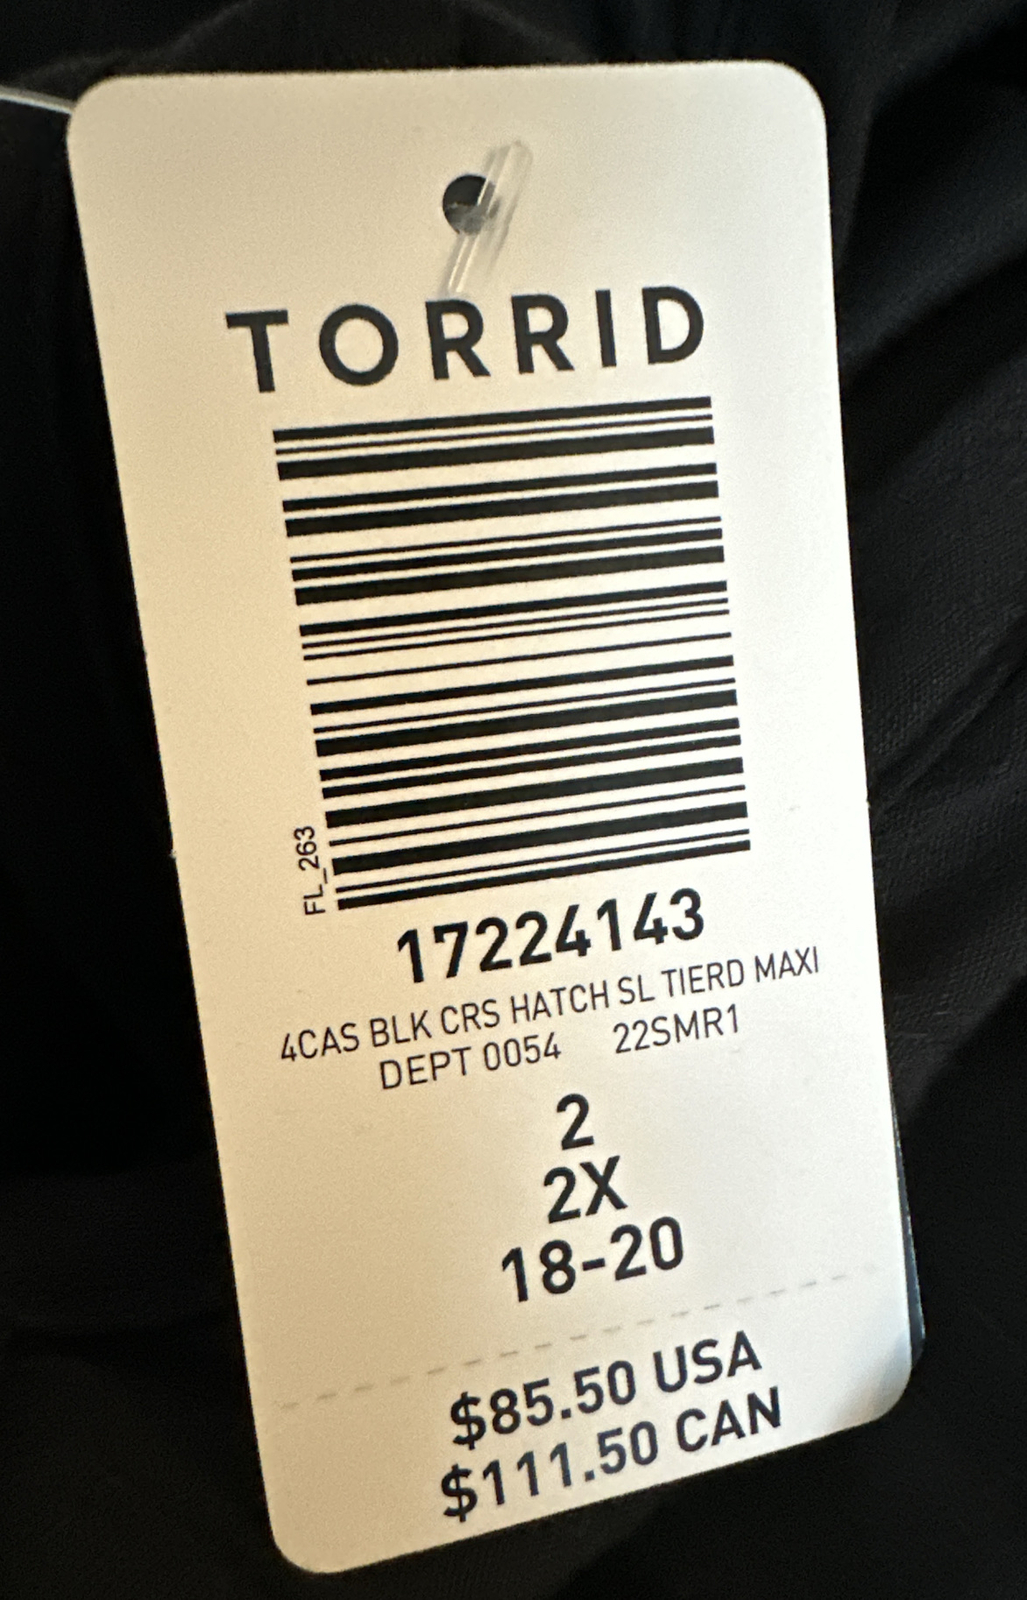 TORRID
FL_263
17224143
4CAS BLK CRS HATCH SL TIERD MAXI
DEPT 0054 22SMR1
2
2X
18-20
$85.50 USA
$111.50 CAN